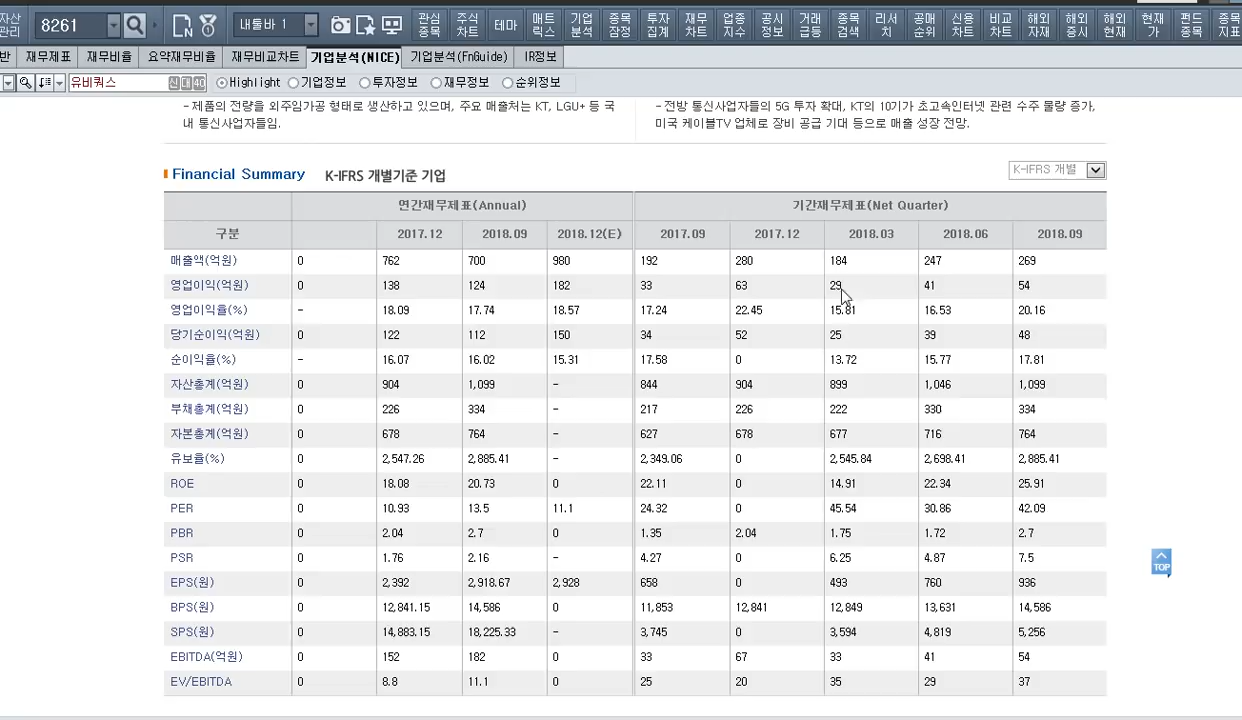 자산 관리 8261 내툴바 1 관심 종목 주식 차트 테마 매트 릭스 기업 분석 종목 잠정 투자 집계 재무 차트 업종 지수 공시 정보 거래 급등 종목 검색 리서 치 공매 순위 신용 차트 비교 차트 해외 자재 해외 증시 해외 현재 현재 가 펀드 종목 종목 지표
반 재무제표 재무비율 요약재무비율 재무비교차트 기업분석(NICE) 기업분석(FnGuide) IR정보
유비쿼스 신 대 40 Highlight 기업정보 투자정보 재무정보 순위정보
- 제품의 전량을 외주임가공 형태로 생산하고 있으며, 주요 매출처는 KT, LGU+ 등 국
내 통신사업자들임.
- 전방 통신사업자들의 5G 투자 확대, KT의 10기가 초고속인터넷 관련 수주 물량 증가,
미국 케이블TV 업체로 장비 공급 기대 등으로 매출 성장 전망.
Financial Summary K-IFRS 개별기준 기업 K-IFRS 개별
연간재무제표(Annual) 기간재무제표(Net Quarter)
구분 2017.12 2018.09 2018.12(E) 2017.09 2017.12 2018.03 2018.06 2018.09
매출액(억원) 0 762 700 980 192 280 184 247 269
영업이익(억원) 0 138 124 182 33 63 29 41 54
영업이익률(%) - 18.09 17.74 18.57 17.24 22.45 15.81 16.53 20.16
당기순이익(억원) 0 122 112 150 34 52 25 39 48
순이익률(%) - 16.07 16.02 15.31 17.58 0 13.72 15.77 17.81
자산총계(억원) 0 904 1,099 - 844 904 899 1,046 1,099
부채총계(억원) 0 226 334 - 217 226 222 330 334
자본총계(억원) 0 678 764 - 627 678 677 716 764
유보율(%) 0 2,547.26 2,885.41 - 2,349.06 0 2,545.84 2,698.41 2,885.41
ROE 0 18.08 20.73 0 22.11 0 14.91 22.34 25.91
PER 0 10.93 13.5 11.1 24.32 0 45.54 30.86 42.09
PBR 0 2.04 2.7 0 1.35 2.04 1.75 1.72 2.7
PSR 0 1.76 2.16 - 4.27 0 6.25 4.87 7.5
EPS(원) 0 2,392 2,918.67 2,928 658 0 493 760 936
BPS(원) 0 12,841.15 14,586 0 11,853 12,841 12,849 13,631 14,586
SPS(원) 0 14,883.15 18,225.33 - 3,745 0 3,594 4,819 5,256
EBITDA(억원) 0 152 182 0 33 67 33 41 54
EV/EBITDA 0 8.8 11.1 0 25 20 35 29 37
TOP